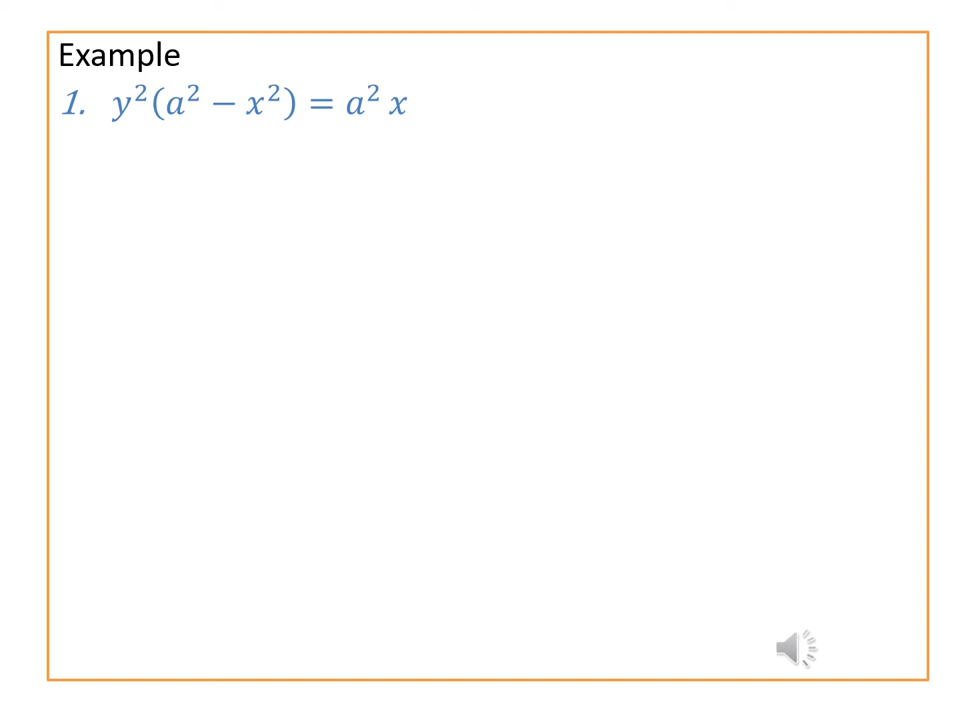 Example
1. y²(a² − x²) = a² x